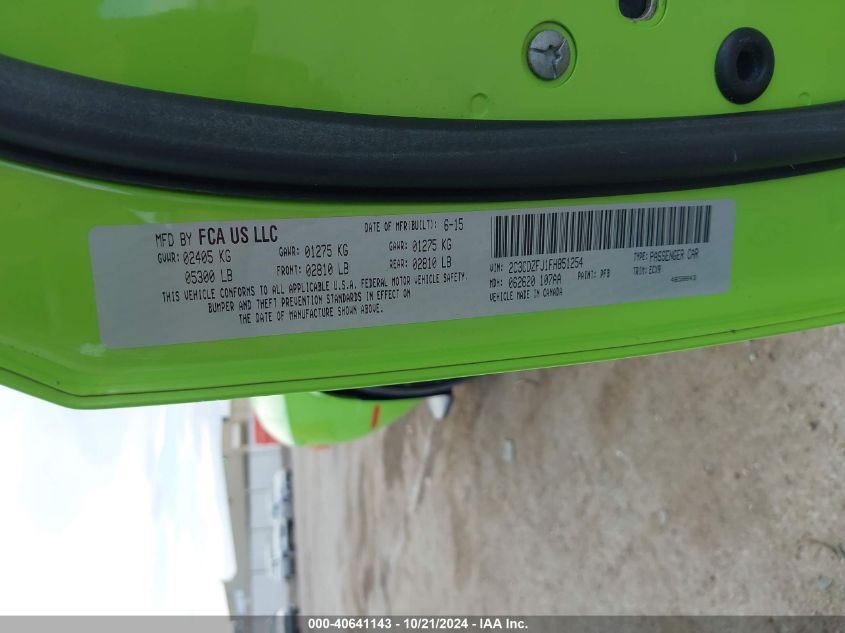 MFD BY FCA US LLC
DATE OF MFR(BUILT): 6-15
GVWR: 02405 KG
GAWR: 01275 KG
GAWR: 01275 KG
05300 LB
FRONT: 02810 LB
REAR: 02810 LB
THIS VEHICLE CONFORMS TO ALL APPLICABLE U.S.A. FEDERAL MOTOR VEHICLE SAFETY,
BUMPER AND THEFT PREVENTION STANDARDS IN EFFECT ON
THE DATE OF MANUFACTURE SHOWN ABOVE.
VIN: 2C3CDZFJ1FH851254
TYPE: PASSENGER CAR
MDH: 062620 107AA
PAINT: PFB
TRIM: ECX9
VEHICLE MADE IN CANADA
000-40641143 - 10/21/2024 - IAA Inc.